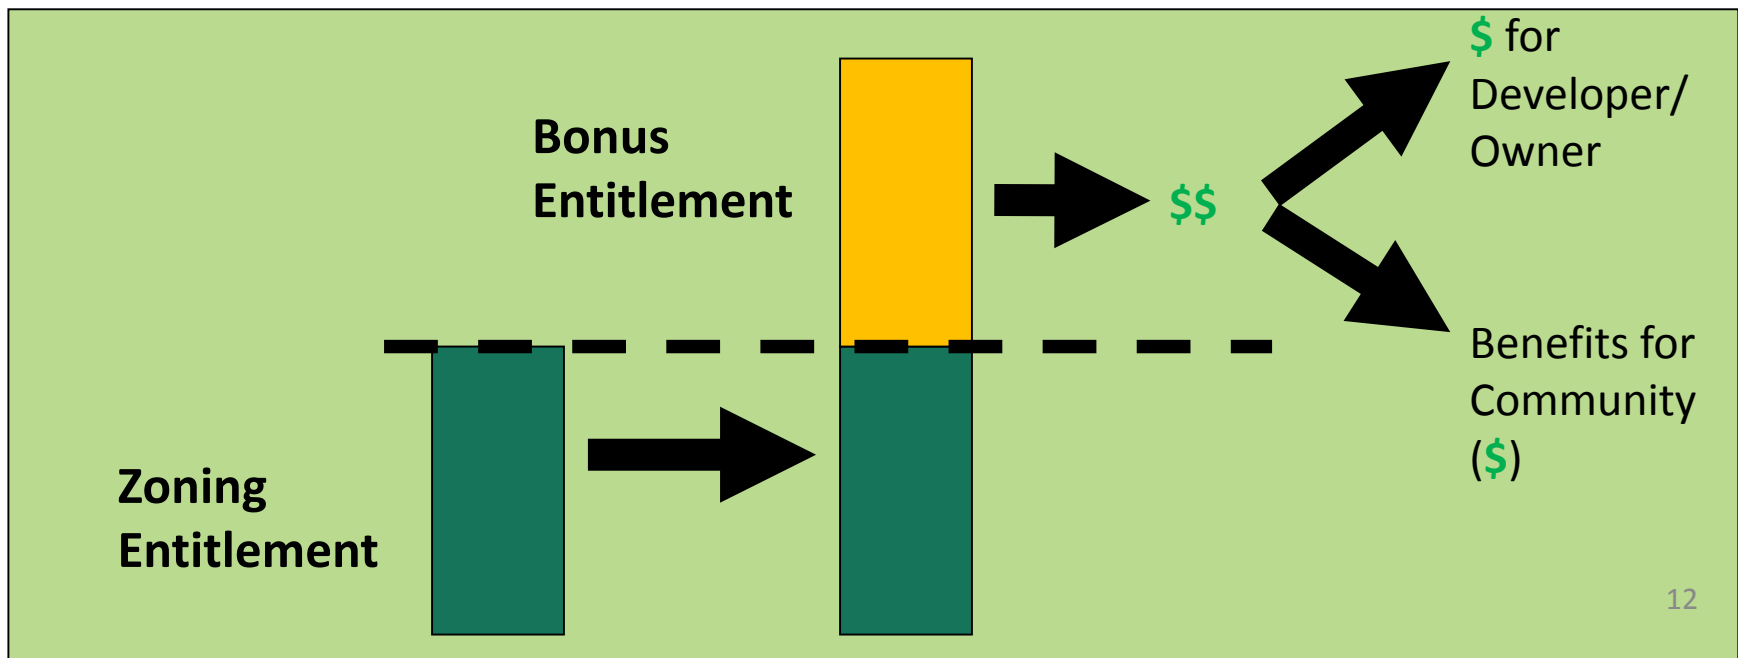 Bonus
Entitlement
$$
$ for
Developer/
Owner
Benefits for
Community
($)
Zoning
Entitlement
12